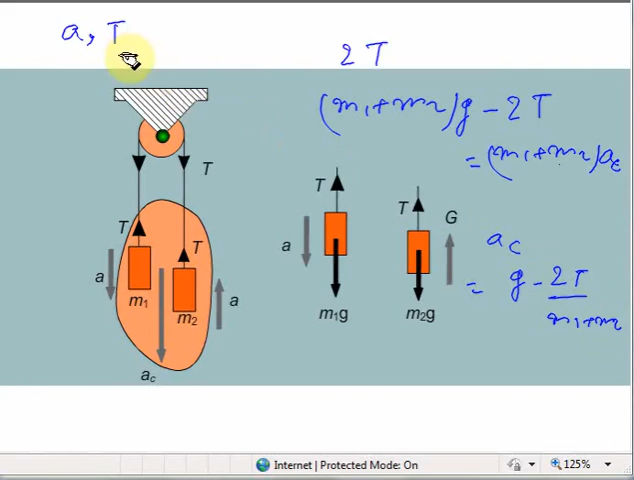 a, T
2T
(m1+m2)g - 2T
= (m1+m2)ac
T
T
T
a
m1
m2
a
ac
T
a
m1g
T
G
m2g
ac
= g - 2T
m1+m2
Internet | Protected Mode: On
125%